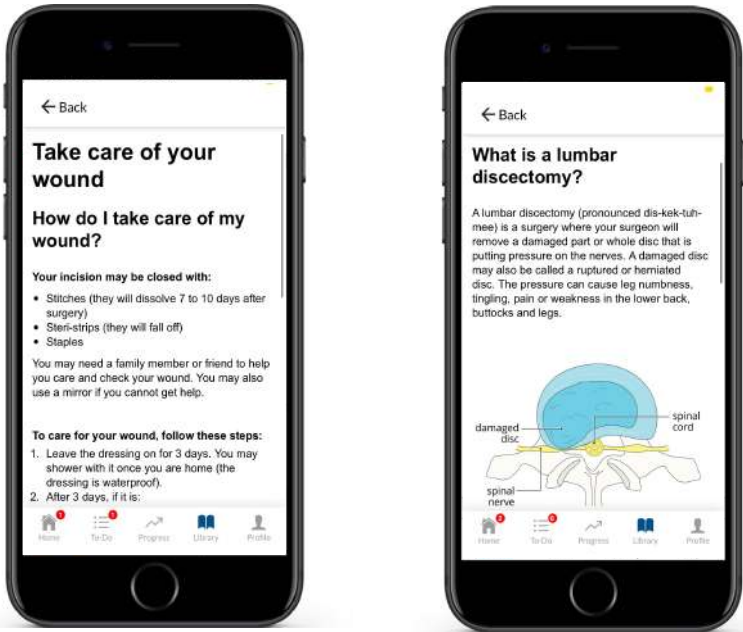 ← Back
Take care of your
wound
How do I take care of my
wound?
Your incision may be closed with:
• Stitches (they will dissolve 7 to 10 days after
surgery)
• Steri-strips (they will fall off)
• Staples
You may need a family member or friend to help
you care and check your wound. You may also
use a mirror if you cannot get help.
To care for your wound, follow these steps:
1. Leave the dressing on for 3 days. You may
shower with it once you are home (the
dressing is waterproof).
2. After 3 days, if it is:
1 1
Home To-Do Progress Library Profile
← Back
What is a lumbar
discectomy?
A lumbar discectomy (pronounced dis-kek-tuh-
mee) is a surgery where your surgeon will
remove a damaged part or whole disc that is
putting pressure on the nerves. A damaged disc
may also be called a ruptured or herniated
disc. The pressure can cause leg numbness,
tingling, pain or weakness in the lower back,
buttocks and legs.
damaged
disc
spinal
cord
spinal
nerve
Home To-Do Progress Library Profile